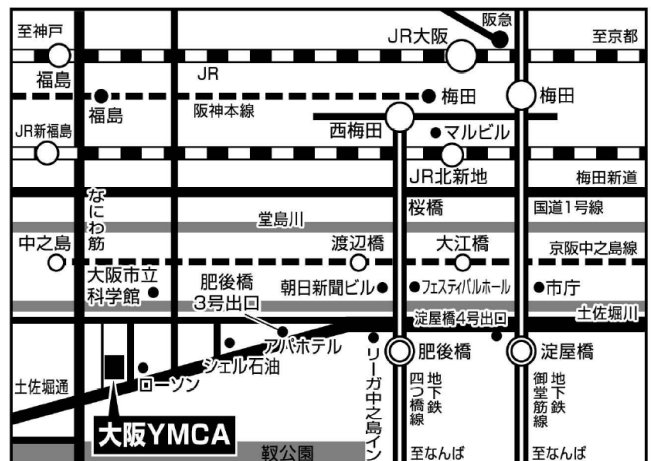 至神戸
阪急
JR大阪
至京都
福島
JR
福島
阪神本線
梅田
梅田
JR新福島
西梅田
マルビル
JR北新地
梅田新道
なにわ筋
桜橋
国道1号線
堂島川
中之島
渡辺橋
大江橋
京阪中之島線
大阪市立
科学館
肥後橋
3号出口
朝日新聞ビル
フェスティバルホール
市庁
淀屋橋4号出口
土佐堀川
アパホテル
シェル石油
ローソン
リーガ中之島イン
肥後橋
淀屋橋
土佐堀通
地下鉄
四つ橋線
地下鉄
御堂筋線
大阪YMCA
靱公園
至なんば
至なんば